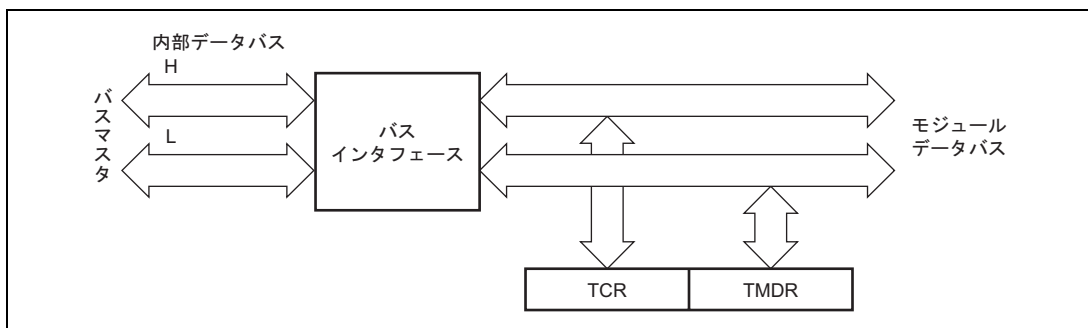 内部データバス
H
バスマスタ
L
バス
インタフェース
モジュール
データバス
TCR
TMDR